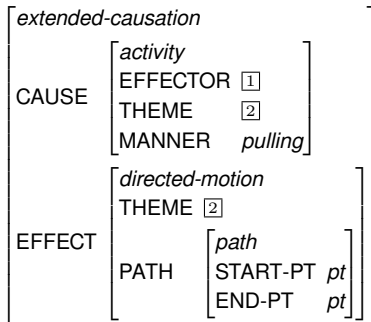 extended-causation
activity
EFFECTOR 1
CAUSE THEME 2
MANNER pulling
directed-motion
THEME 2
EFFECT path
PATH START-PT pt
END-PT pt